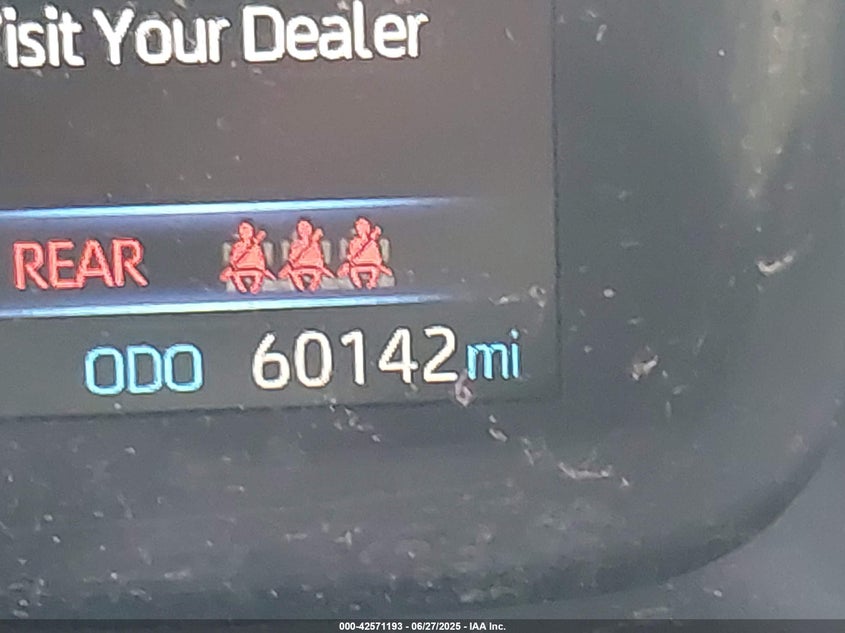 isit Your Dealer
REAR
ODO 60142mi
000-42571193 - 06/27/2025 - IAA Inc.